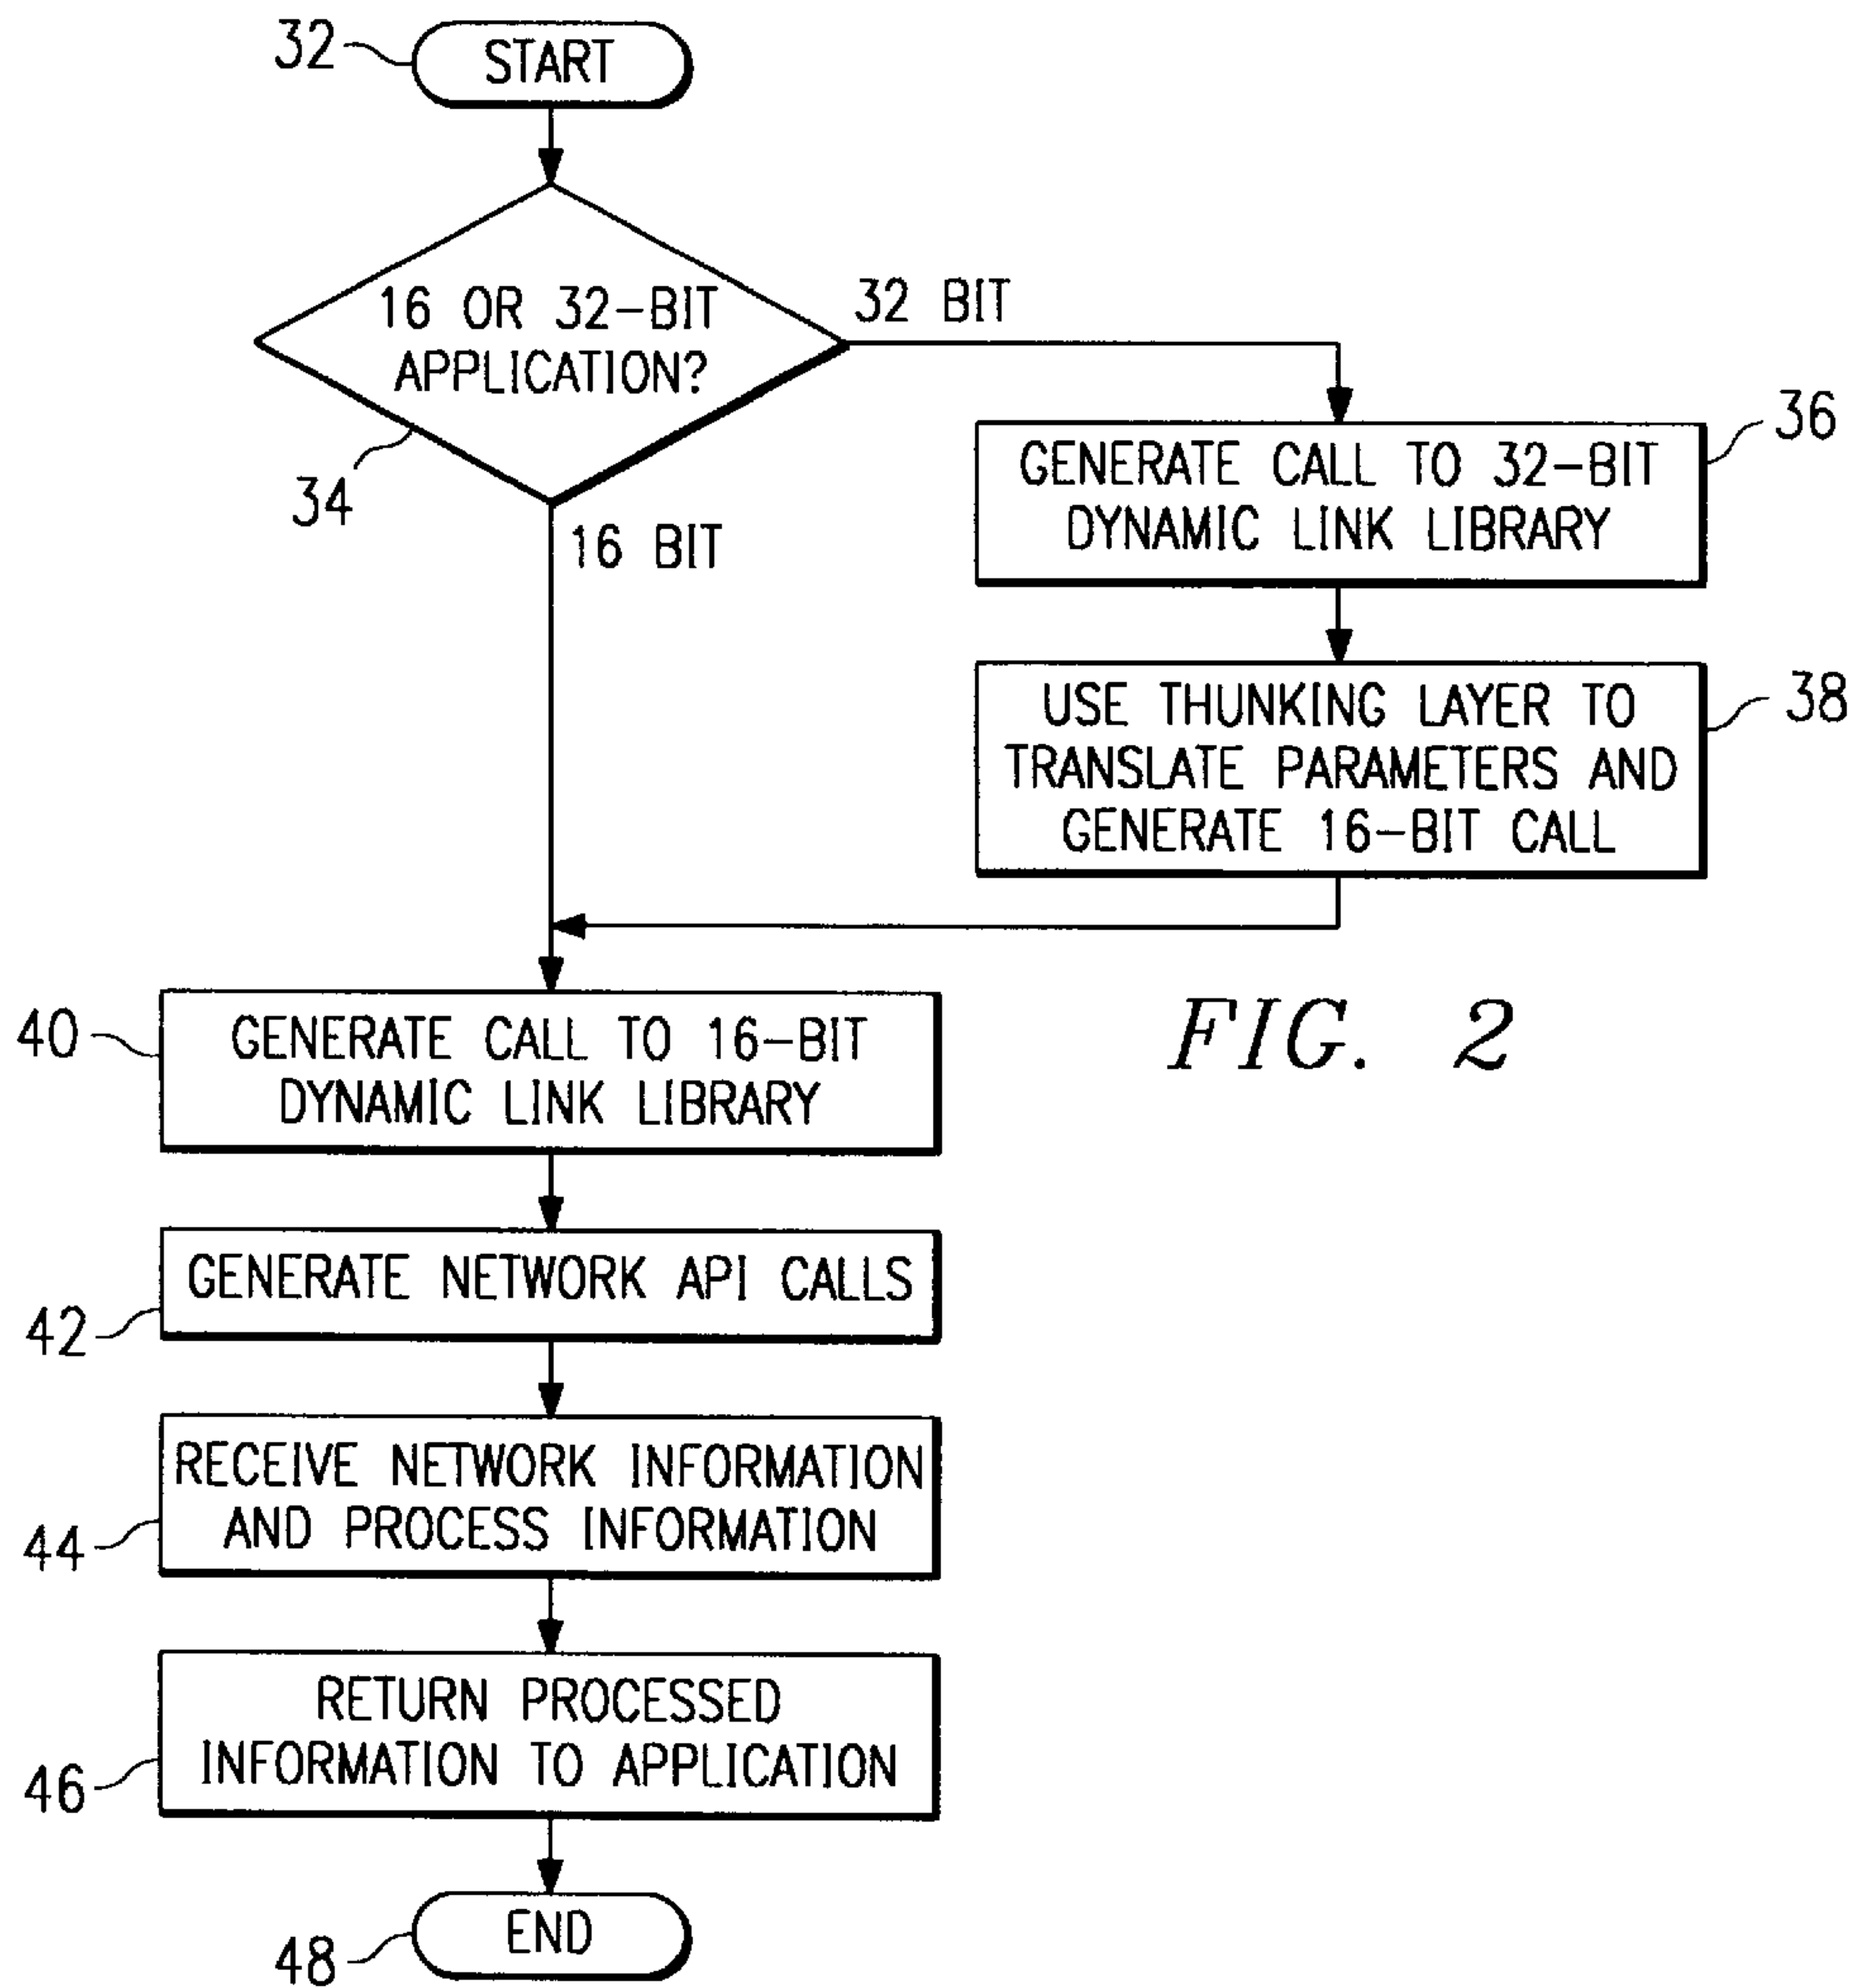 32
START
16 OR 32-BIT
APPLICATION?
32 BIT
34
16 BIT
36
GENERATE CALL TO 32-BIT
DYNAMIC LINK LIBRARY
38
USE THUNKING LAYER TO
TRANSLATE PARAMETERS AND
GENERATE 16-BIT CALL
40
GENERATE CALL TO 16-BIT
DYNAMIC LINK LIBRARY
FIG. 2
GENERATE NETWORK API CALLS
42
RECEIVE NETWORK INFORMATION
AND PROCESS INFORMATION
44
RETURN PROCESSED
INFORMATION TO APPLICATION
46
END
48